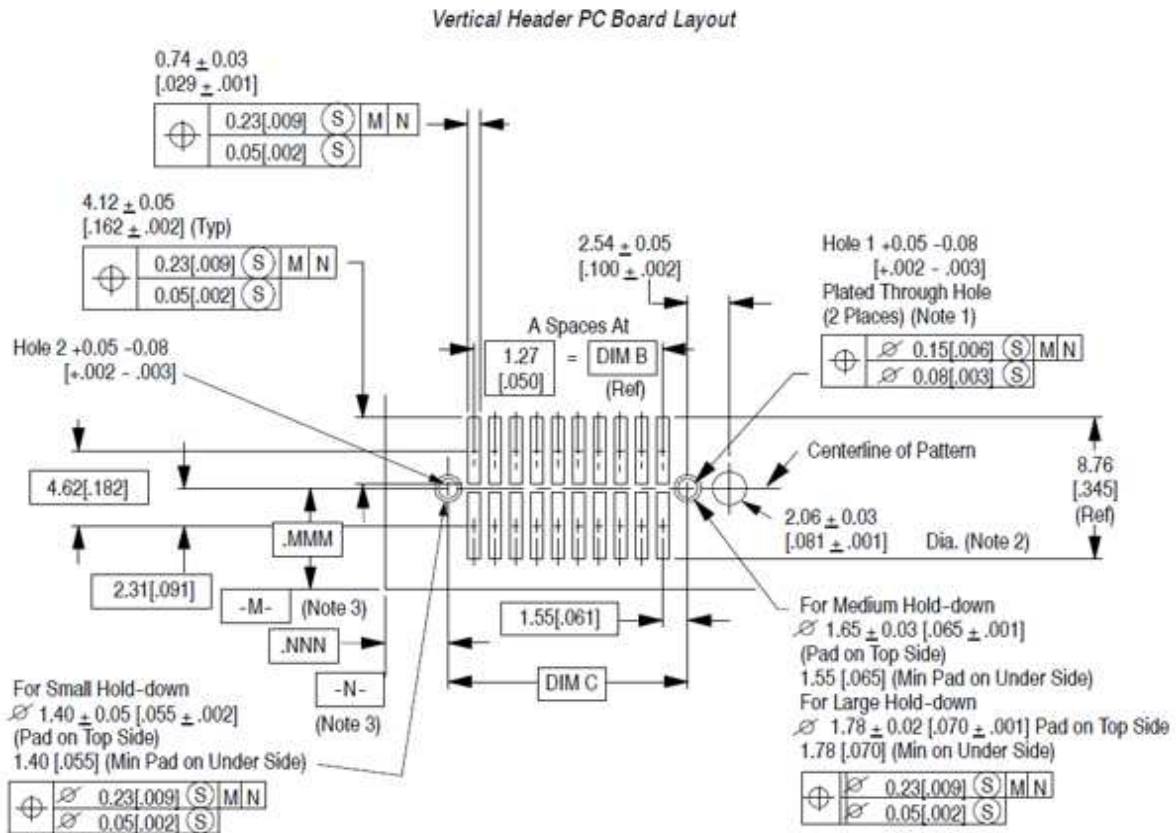 Vertical Header PC Board Layout
0.74 ± 0.03
[.029 ± .001]
0.23[.009] Ⓢ M N
0.05[.002] Ⓢ
4.12 ± 0.05
[.162 ± .002] (Typ)
0.23[.009] Ⓢ M N
0.05[.002] Ⓢ
2.54 ± 0.05
[.100 ± .002]
Hole 1 +0.05 -0.08
[+.002 - .003]
Plated Through Hole
(2 Places) (Note 1)
⌀ 0.15[.006] Ⓢ M N
⌀ 0.08[.003] Ⓢ
A Spaces At
1.27
[.050]
= DIM B
(Ref)
Hole 2 +0.05 -0.08
[+.002 - .003]
Centerline of Pattern
4.62[.182]
8.76
[.345]
(Ref)
.MMM
2.06 ± 0.03
[.081 ± .001] Dia. (Note 2)
2.31[.091]
-M- (Note 3)
1.55[.061]
.NNN
DIM C
-N-
(Note 3)
For Medium Hold-down
⌀ 1.65 ± 0.03 [.065 ± .001]
(Pad on Top Side)
1.55 [.065] (Min Pad on Under Side)
For Large Hold-down
⌀ 1.78 ± 0.02 [.070 ± .001] Pad on Top Side
1.78 [.070] (Min on Under Side)
⌀ 0.23[.009] Ⓢ M N
⌀ 0.05[.002] Ⓢ
For Small Hold-down
⌀ 1.40 ± 0.05 [.055 ± .002]
(Pad on Top Side)
1.40 [.055] (Min Pad on Under Side)
⌀ 0.23[.009] Ⓢ M N
⌀ 0.05[.002] Ⓢ